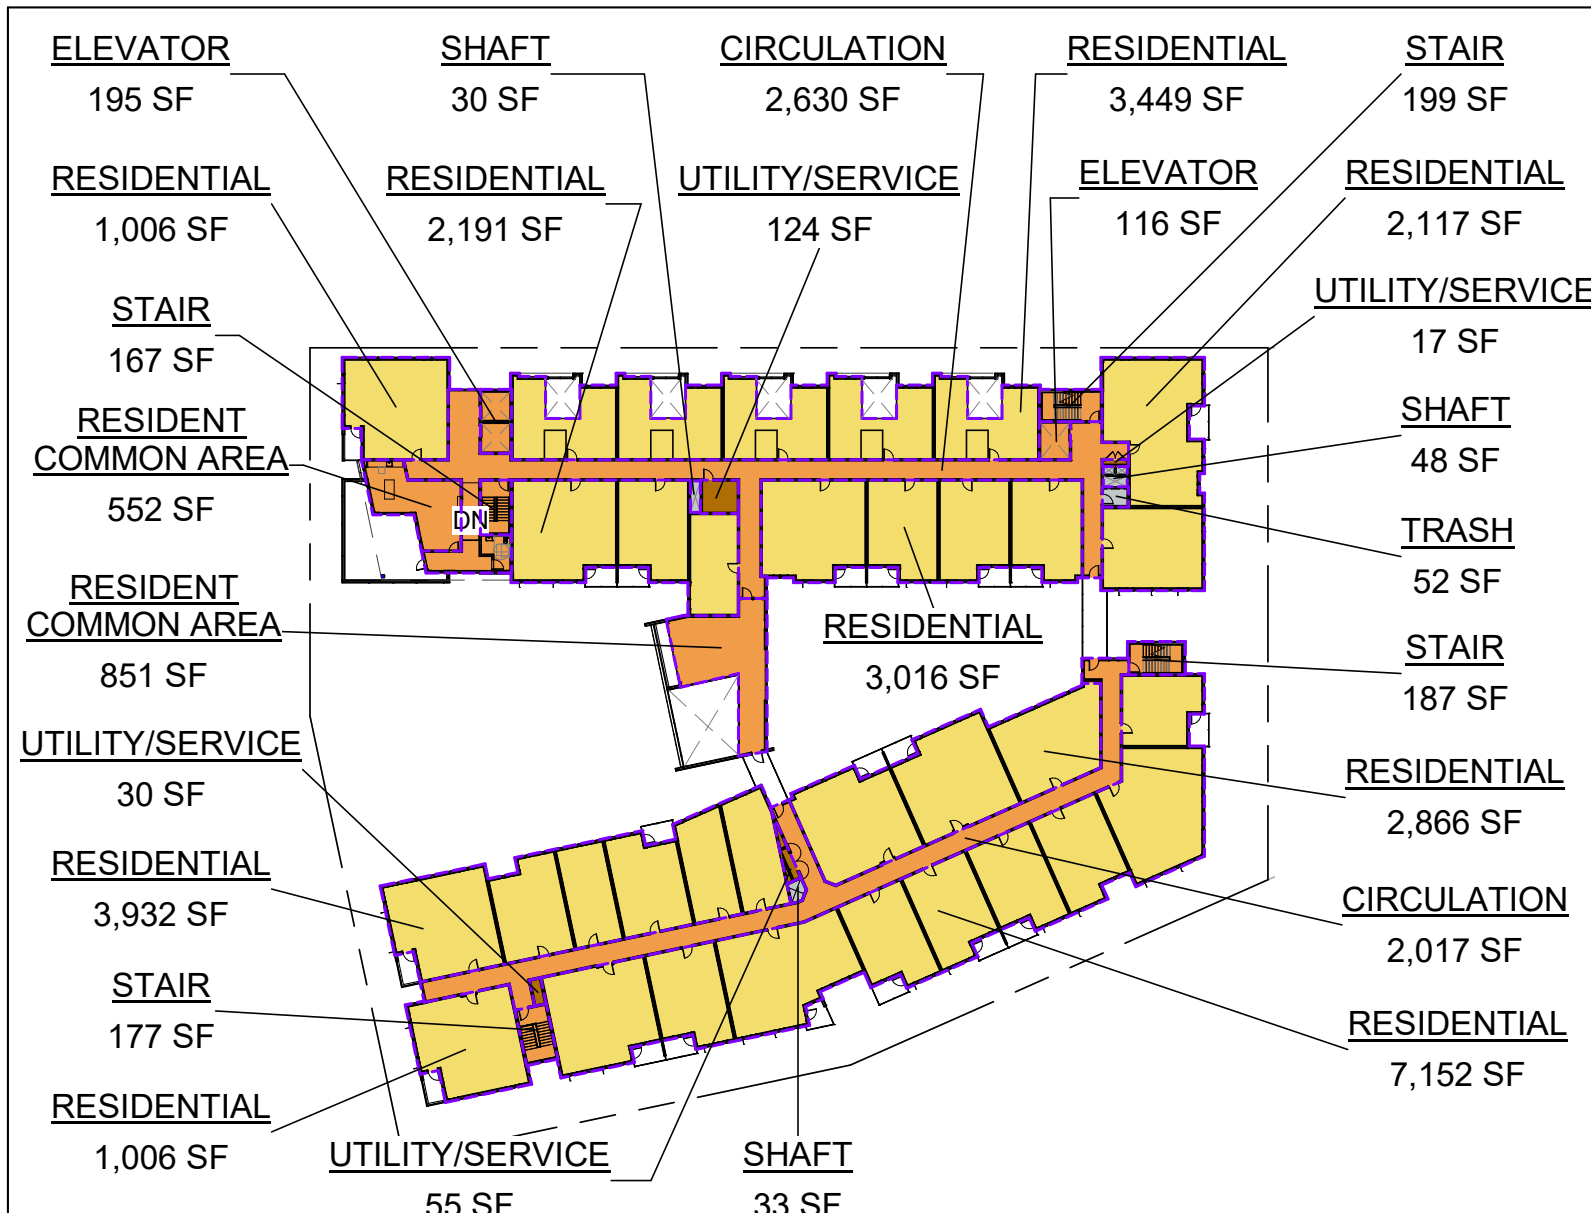 ELEVATOR
195 SF
SHAFT
30 SF
CIRCULATION
2,630 SF
RESIDENTIAL
3,449 SF
STAIR
199 SF
RESIDENTIAL
1,006 SF
RESIDENTIAL
2,191 SF
UTILITY/SERVICE
124 SF
ELEVATOR
116 SF
RESIDENTIAL
2,117 SF
STAIR
167 SF
UTILITY/SERVICE
17 SF
RESIDENT
COMMON AREA
552 SF
SHAFT
48 SF
DN
TRASH
52 SF
RESIDENT
COMMON AREA
851 SF
RESIDENTIAL
3,016 SF
STAIR
187 SF
UTILITY/SERVICE
30 SF
RESIDENTIAL
2,866 SF
RESIDENTIAL
3,932 SF
CIRCULATION
2,017 SF
STAIR
177 SF
RESIDENTIAL
7,152 SF
RESIDENTIAL
1,006 SF
UTILITY/SERVICE
55 SF
SHAFT
33 SF